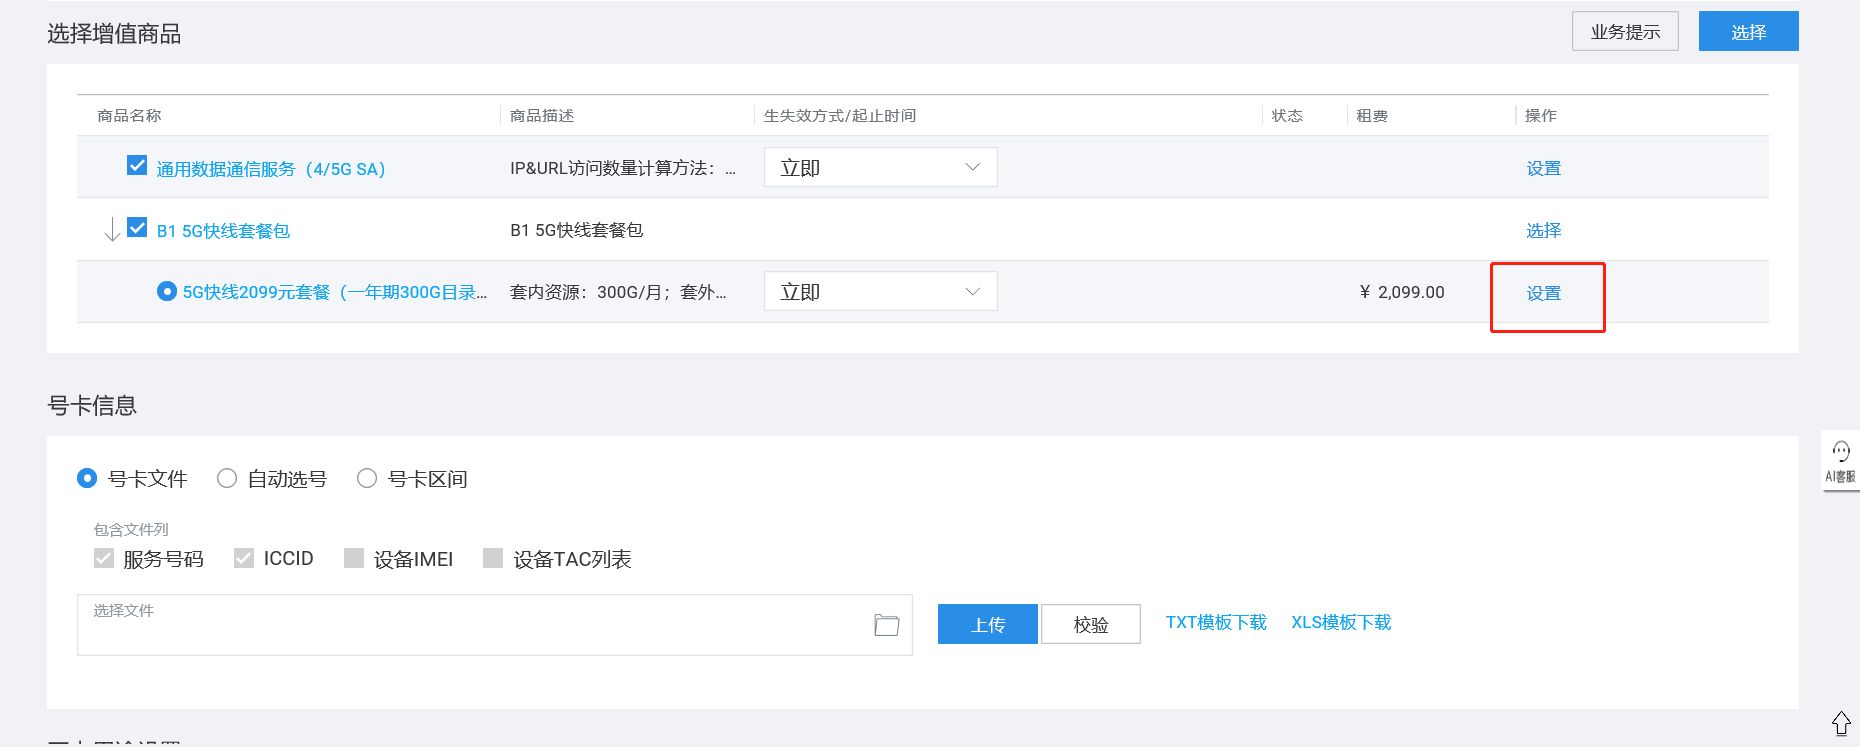 选择增值商品
业务提示 选择
商品名称 商品描述 生失效方式/起止时间 状态 租费 操作
通用数据通信服务（4/5G SA） IP&URL访问数量计算方法：... 立即 设置
B1 5G快线套餐包 B1 5G快线套餐包 选择
5G快线2099元套餐（一年期300G目录... 套内资源：300G/月；套外... 立即 ¥ 2,099.00 设置
号卡信息
号卡文件 自动选号 号卡区间
包含文件列
服务号码 ICCID 设备IMEI 设备TAC列表
选择文件
上传 校验 TXT模板下载 XLS模板下载
AI客服